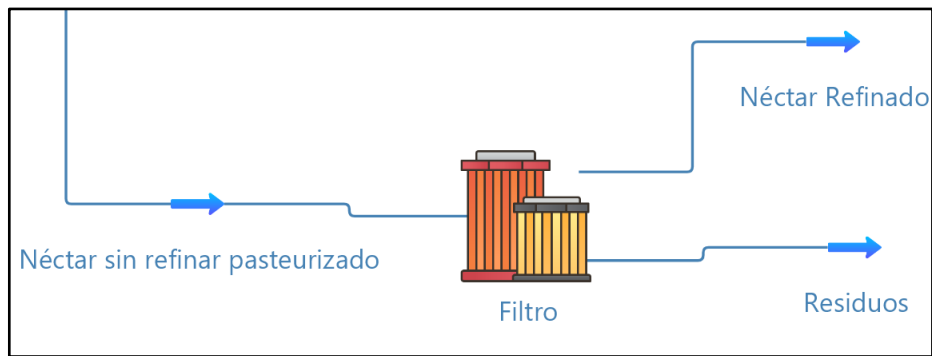 Néctar Refinado
Néctar sin refinar pasteurizado
Filtro
Residuos